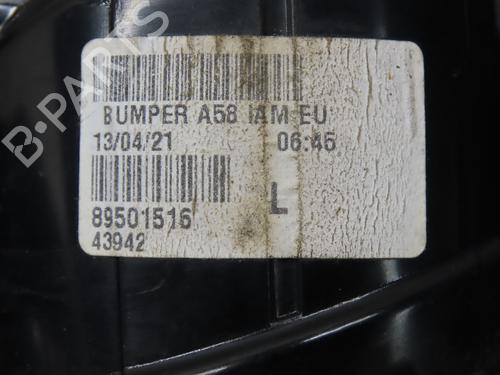 BUMPER A58 IAM EU
13/04/21 06:45
89501516 L
43942
B-PARTS